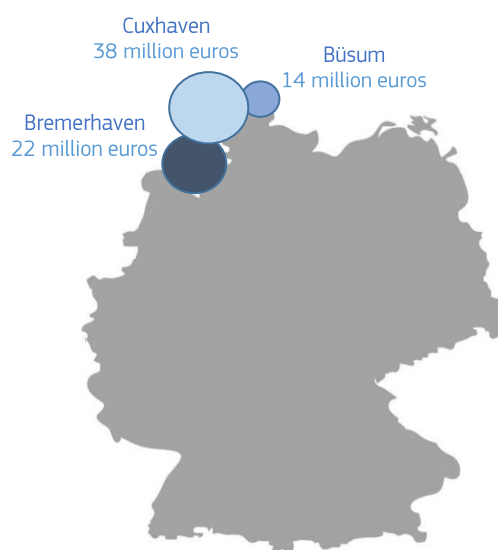 Cuxhaven
38 million euros
Büsum
14 million euros
Bremerhaven
22 million euros